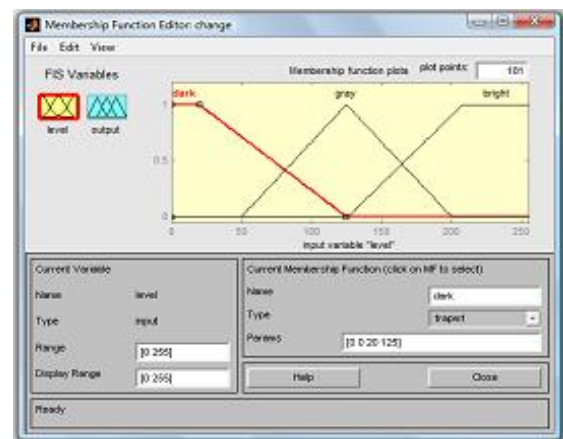 Membership Function Editor: change
File Edit View
FIS Variables
Membership function plots plot points: 101
level output
dark gray bright
1
0.5
0
0 50 100 150 200 250
input variable "level"
Current Variable
Name level
Type input
Range [0 255]
Display Range [0 255]
Current Membership Function (click on MF to select)
Name dark
Type trapmf
Params [0 0 20 125]
Help Close
Ready